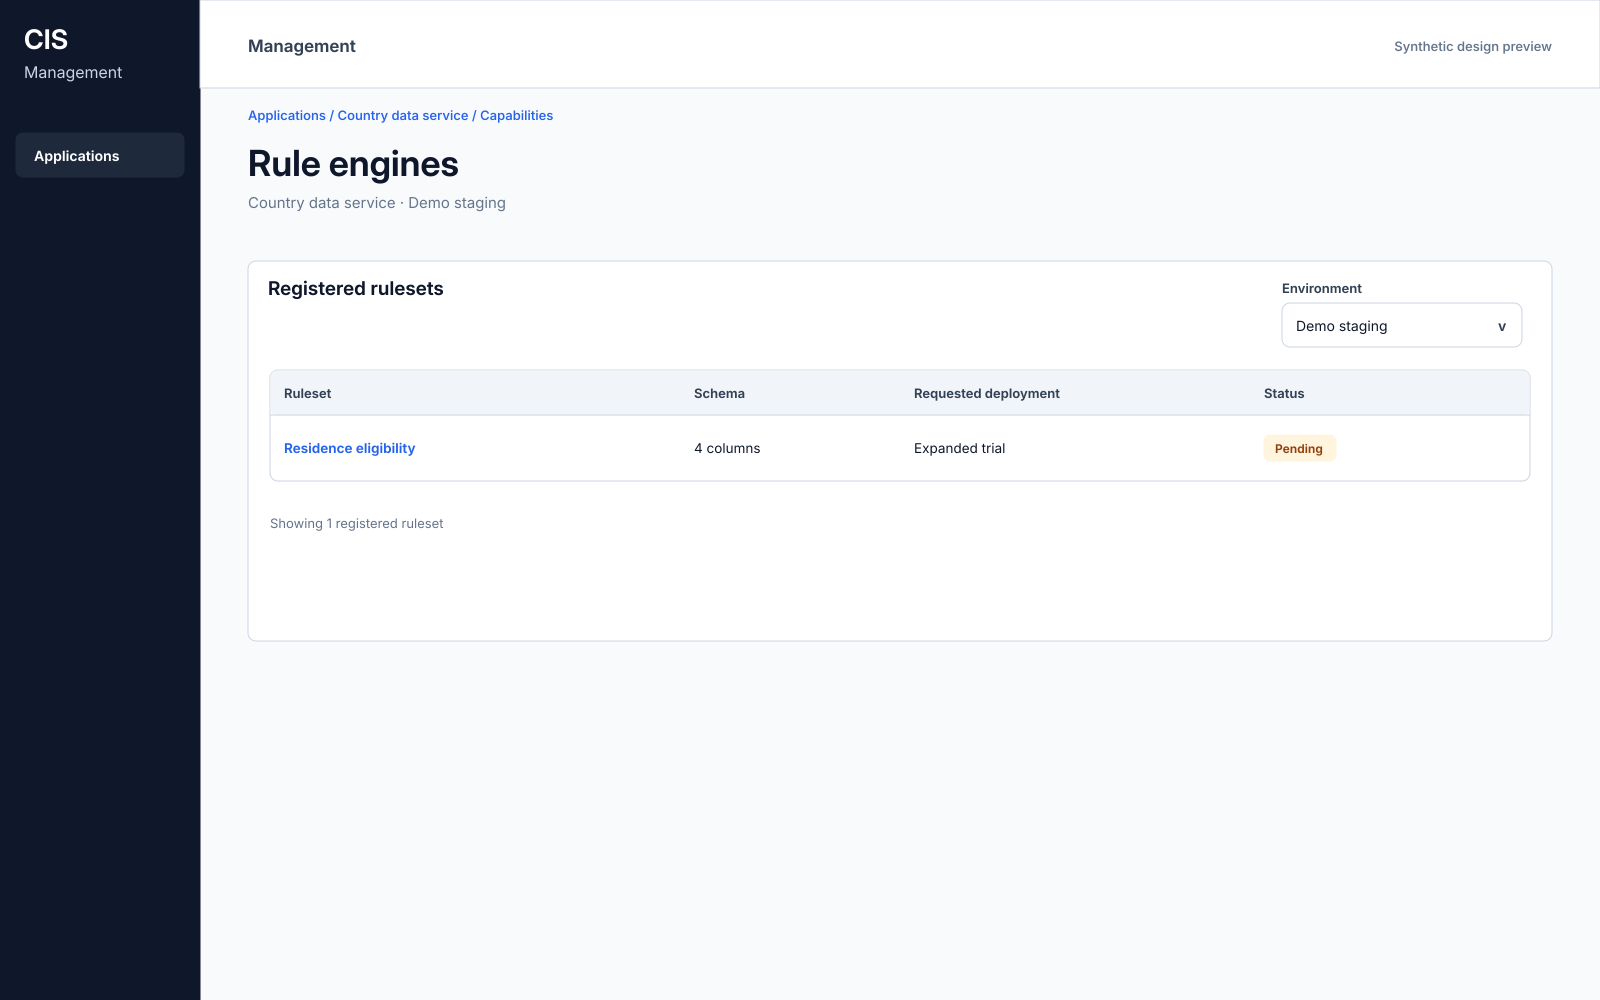 CIS
Management
Applications
Management
Synthetic design preview
Applications / Country data service / Capabilities
Rule engines
Country data service · Demo staging
Registered rulesets
Environment
Demo staging v
Ruleset Schema Requested deployment Status
Residence eligibility 4 columns Expanded trial Pending
Showing 1 registered ruleset